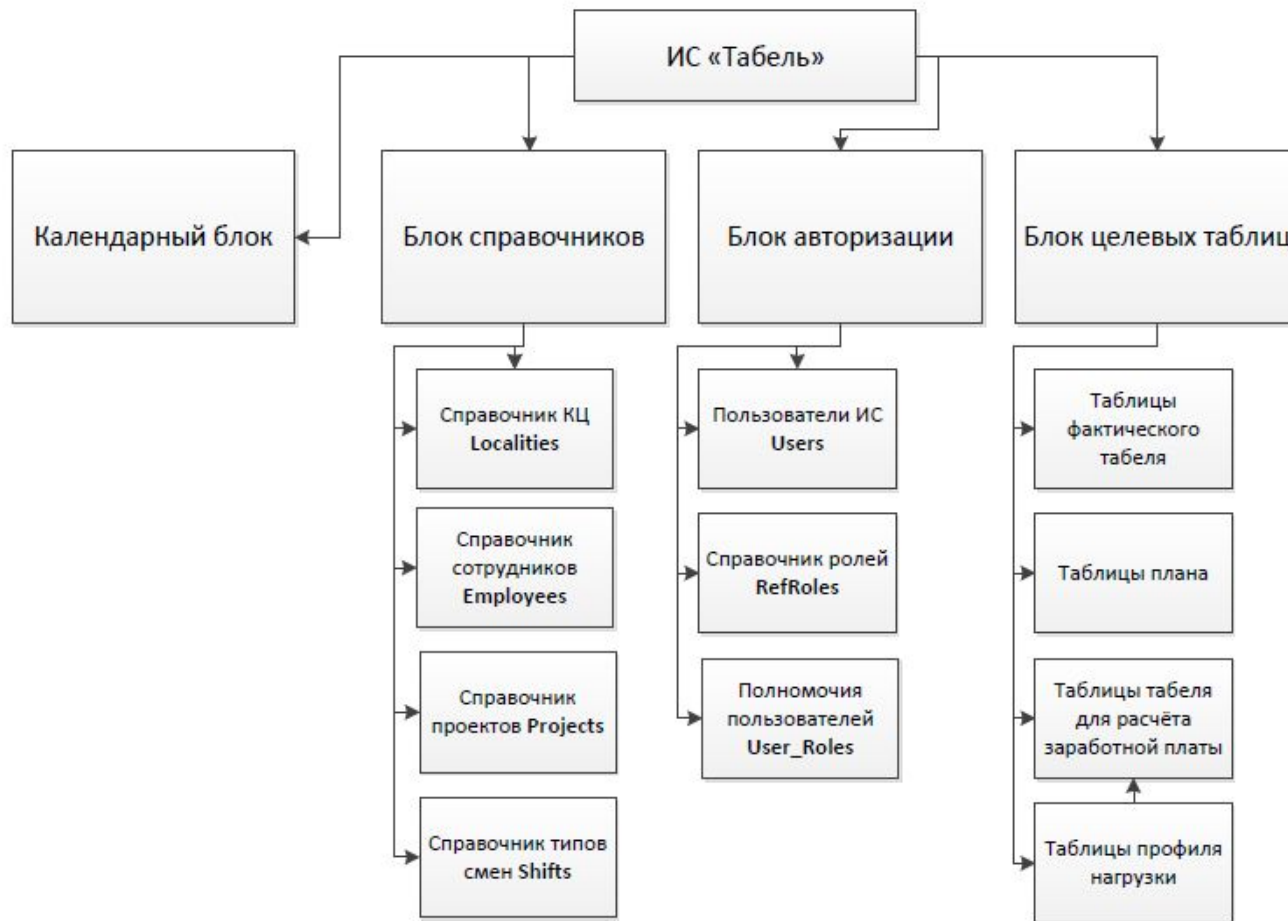 ИС «Табель»
Календарный блок
Блок справочников
Блок авторизации
Блок целевых таблиц
Справочник КЦ
Localities
Справочник
сотрудников
Employees
Справочник
проектов Projects
Справочник типов
смен Shifts
Пользователи ИС
Users
Справочник ролей
RefRoles
Полномочия
пользователей
User_Roles
Таблицы
фактического
табеля
Таблицы плана
Таблицы табеля
для расчёта
заработной платы
Таблицы профиля
нагрузки